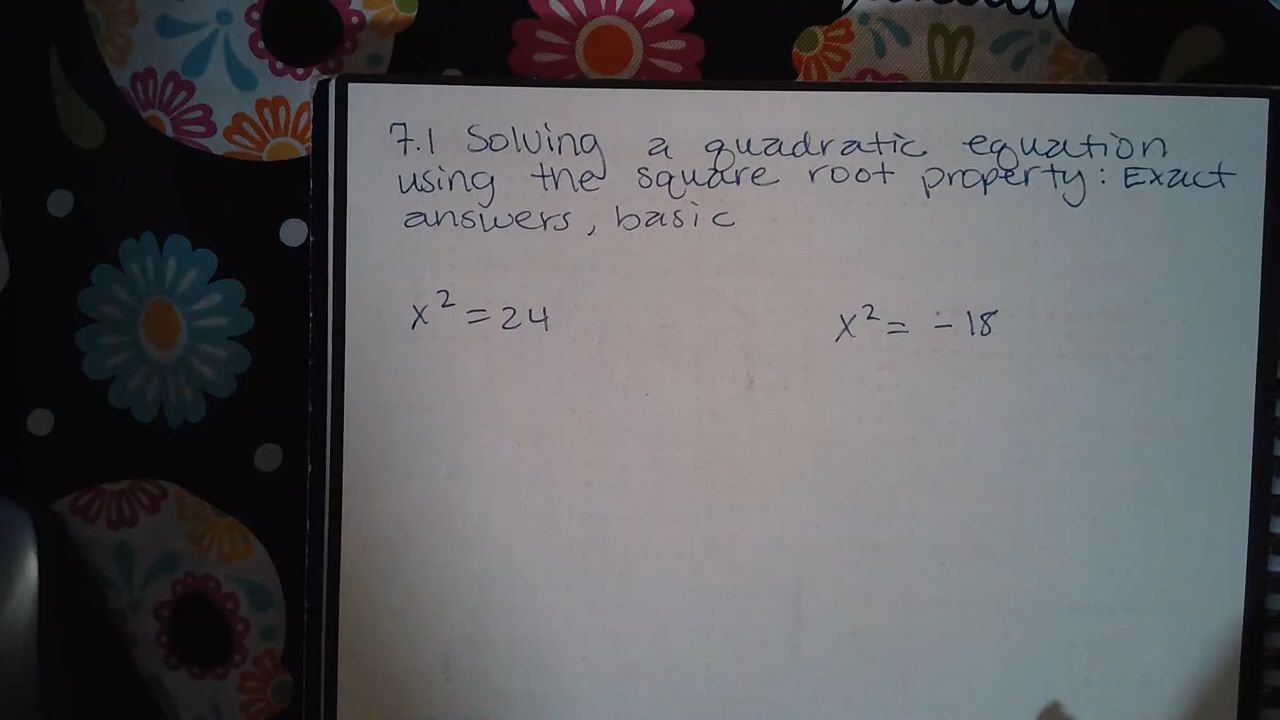 7.1 Solving a quadratic equation
using the square root property: Exact
answers, basic
x² = 24
x² = -18